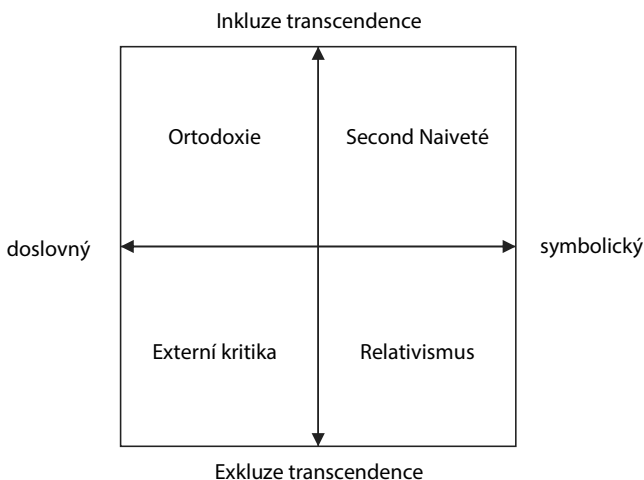 Inkluze transcendence
Ortodoxie
Second Naiveté
doslovný
symbolický
Externí kritika
Relativismus
Exkluze transcendence